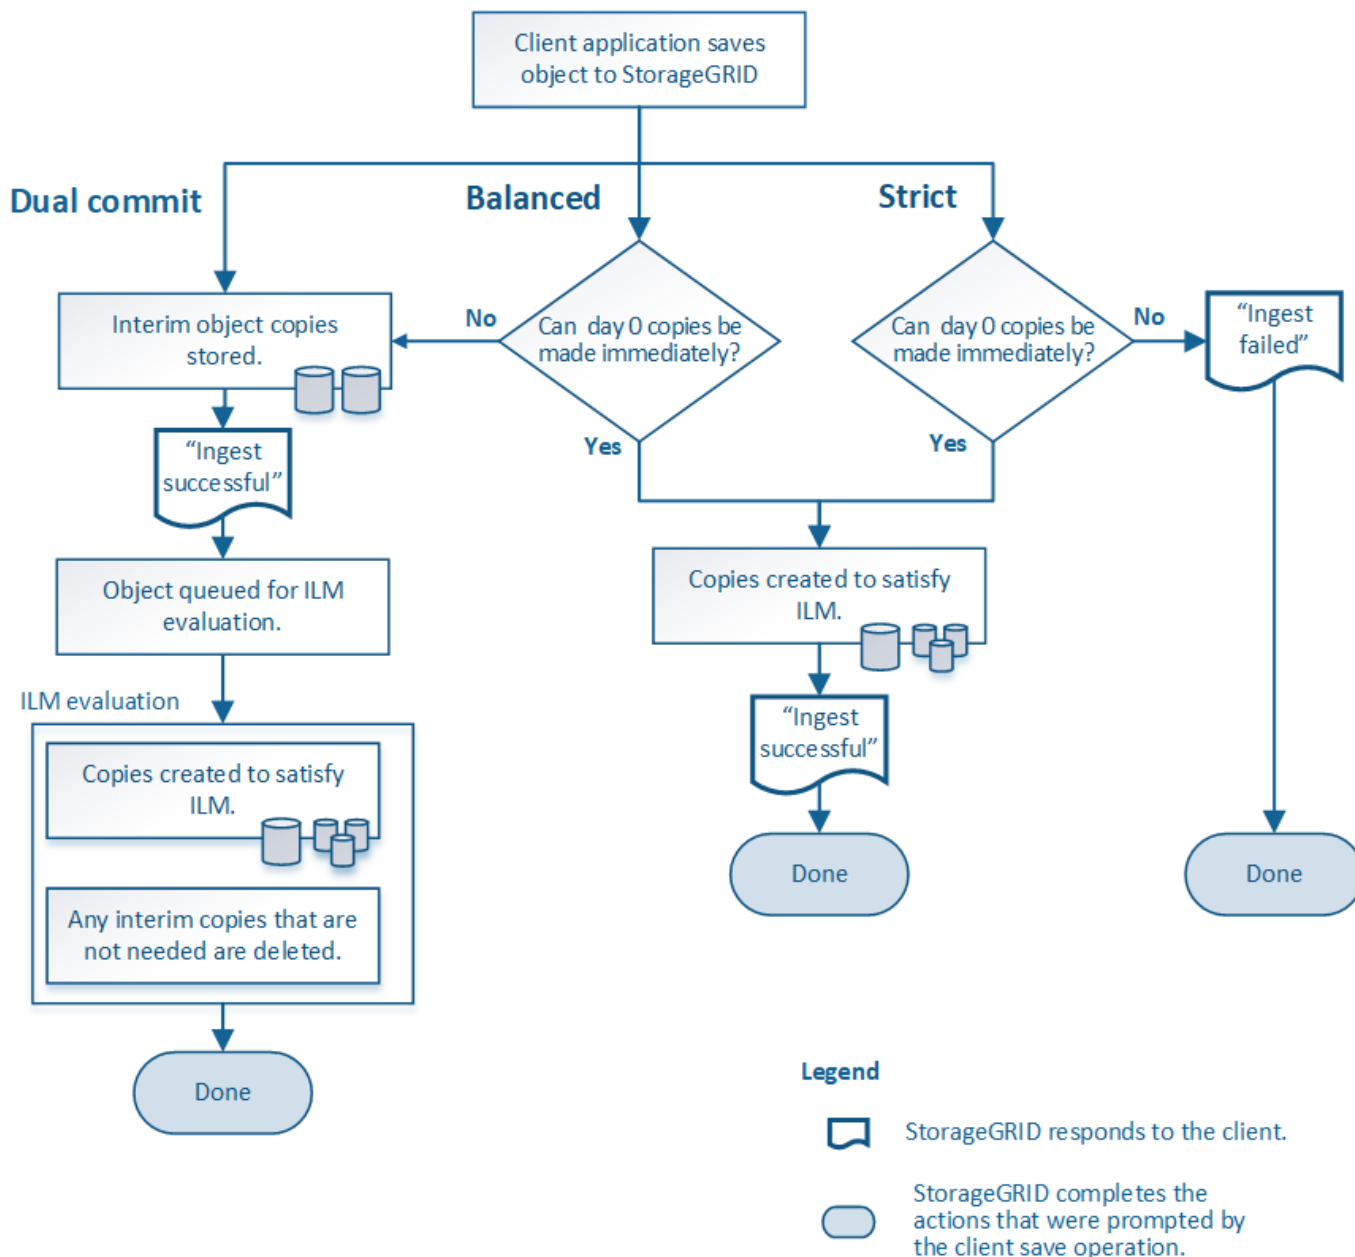 Client application saves
object to StorageGRID
Dual commit
Balanced
Strict
Interim object copies
stored.
No
Can day 0 copies be
made immediately?
Can day 0 copies be
made immediately?
No
“Ingest
failed”
Yes
Yes
“Ingest
successful”
Object queued for ILM
evaluation.
Copies created to satisfy
ILM.
ILM evaluation
“Ingest
successful”
Copies created to satisfy
ILM.
Done
Done
Any interim copies that are
not needed are deleted.
Done
Legend
StorageGRID responds to the client.
StorageGRID completes the
actions that were prompted by
the client save operation.